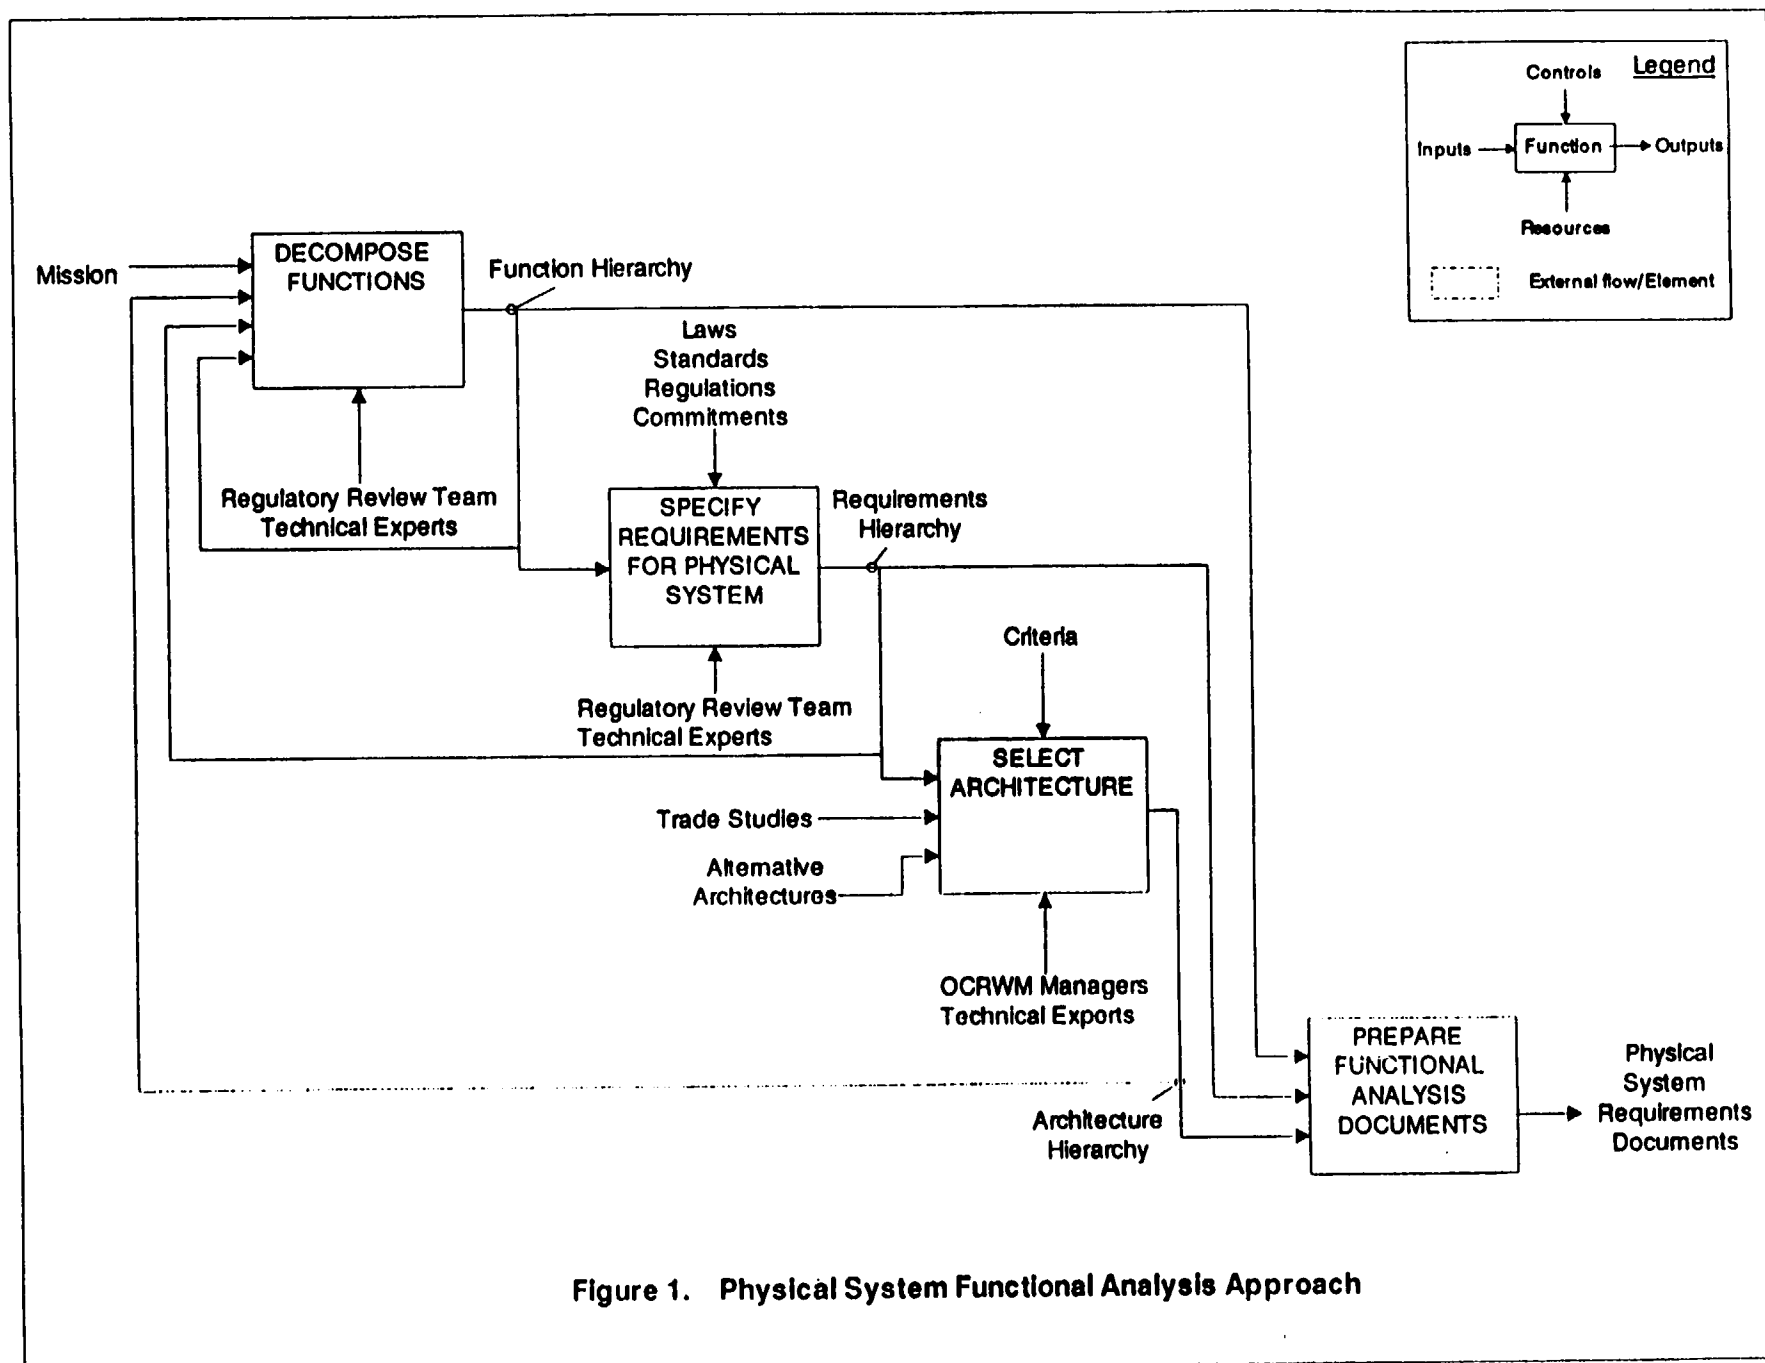 Legend
Controls
Inputs
Function
Outputs
Resources
External flow/Element
Mission
DECOMPOSE
FUNCTIONS
Function Hierarchy
Regulatory Review Team
Technical Experts
Laws
Standards
Regulations
Commitments
SPECIFY
REQUIREMENTS
FOR PHYSICAL
SYSTEM
Requirements
Hierarchy
Regulatory Review Team
Technical Experts
Criteria
SELECT
ARCHITECTURE
Trade Studies
Alternative
Architectures
OCRWM Managers
Technical Experts
Architecture
Hierarchy
PREPARE
FUNCTIONAL
ANALYSIS
DOCUMENTS
Physical
System
Requirements
Documents
Figure 1. Physical System Functional Analysis Approach